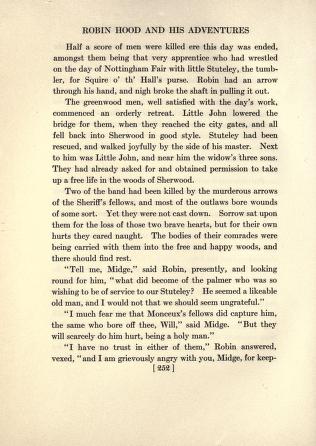 ROBIN HOOD AND HIS ADVENTURES
Half a score of men were killed ere this day was ended,
amongst them being that very apprentice who had wrestled
on the day of Nottingham Fair with little Stuteley, the tumb-
ler, for Squire o' th' Hall's purse. Robin had an arrow
through his hand, and nigh broke the shaft in pulling it out.
The greenwood men, well satisfied with the day's work,
commenced an orderly retreat. Little John lowered the
bridge for them, when they reached the city gates, and all
fell back into Sherwood in good style. Stuteley had been
rescued, and walked joyfully by the side of his master. Next
to him was Little John, and near him the widow's three sons.
They had already asked for and obtained permission to take
up a free life in the woods of Sherwood.
Two of the band had been killed by the murderous arrows
of the Sheriff's fellows, and most of the outlaws bore wounds
of some sort. Yet they were not cast down. Sorrow sat upon
them for the loss of those two brave hearts, but for their own
hurts they cared naught. The bodies of their comrades were
being carried with them into the free and happy woods, and
there should find rest.
"Tell me, Midge," said Robin, presently, and looking
round for him, "what did become of the palmer who was so
wishing to be of service to our Stuteley? He seemed a likeable
old man, and I would not that we should seem ungrateful."
"I much fear me that Monceux's fellows did capture him,
the same who bore off thee, Will," said Midge. "But they
will scarcely do him hurt, being a holy man."
"I have no trust in either of them," Robin answered,
vexed, "and I am grievously angry with you, Midge, for keep-
[ 252 ]